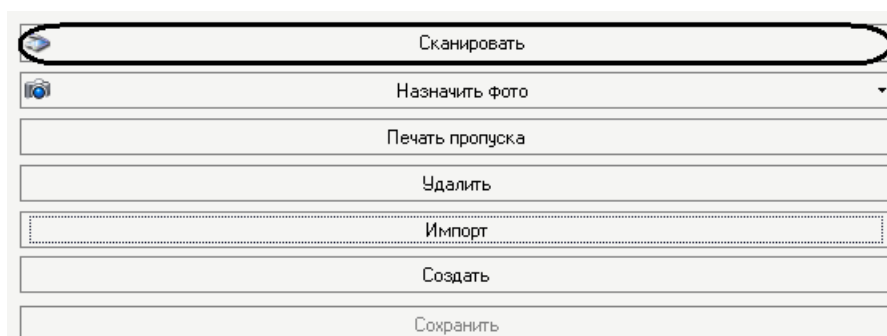 Сканировать
Назначить фото
Печать пропуска
Удалить
Импорт
Создать
Сохранить